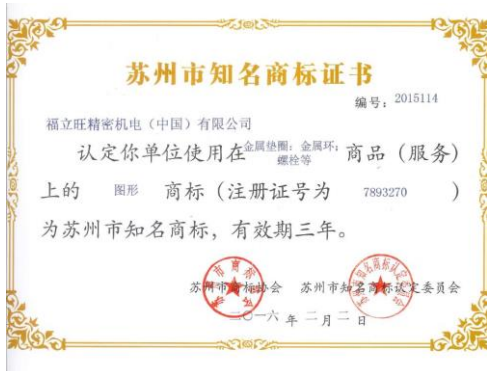 苏州市知名商标证书
编号：2015114
福立旺精密机电（中国）有限公司
认定你单位使用在金属垫圈；金属环；螺栓等 商品（服务）
上的 图形 商标（注册证号为 7893270 ）
为苏州市知名商标，有效期三年。
苏州市商标协会 苏州市知名商标认定委员会
二〇一六 年 二 月 二 日